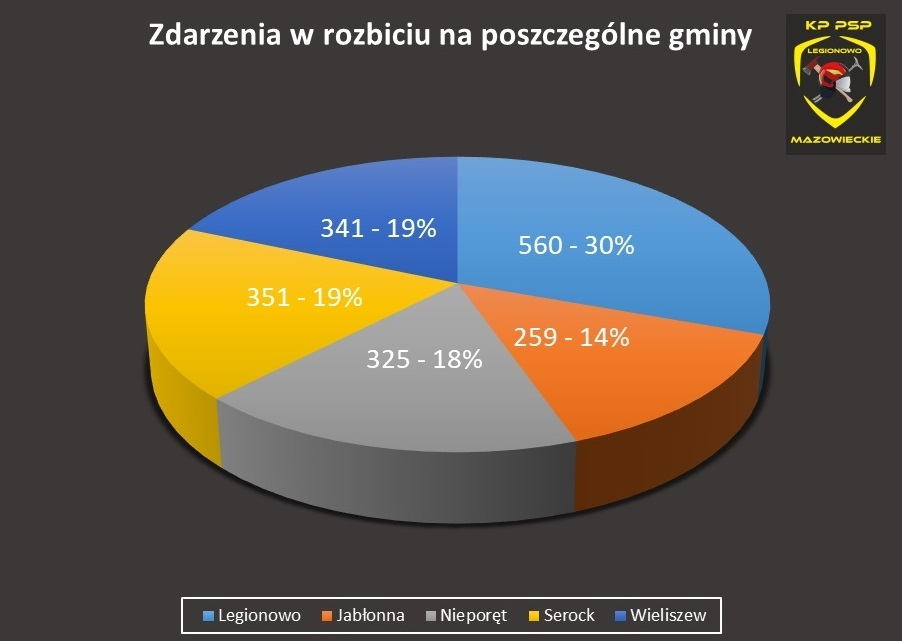 Zdarzenia w rozbiciu na poszczególne gminy
KP PSP
LEGIONOWO
MAZOWIECKIE
341 - 19%
560 - 30%
351 - 19%
259 - 14%
325 - 18%
Legionowo Jabłonna Nieporęt Serock Wieliszew